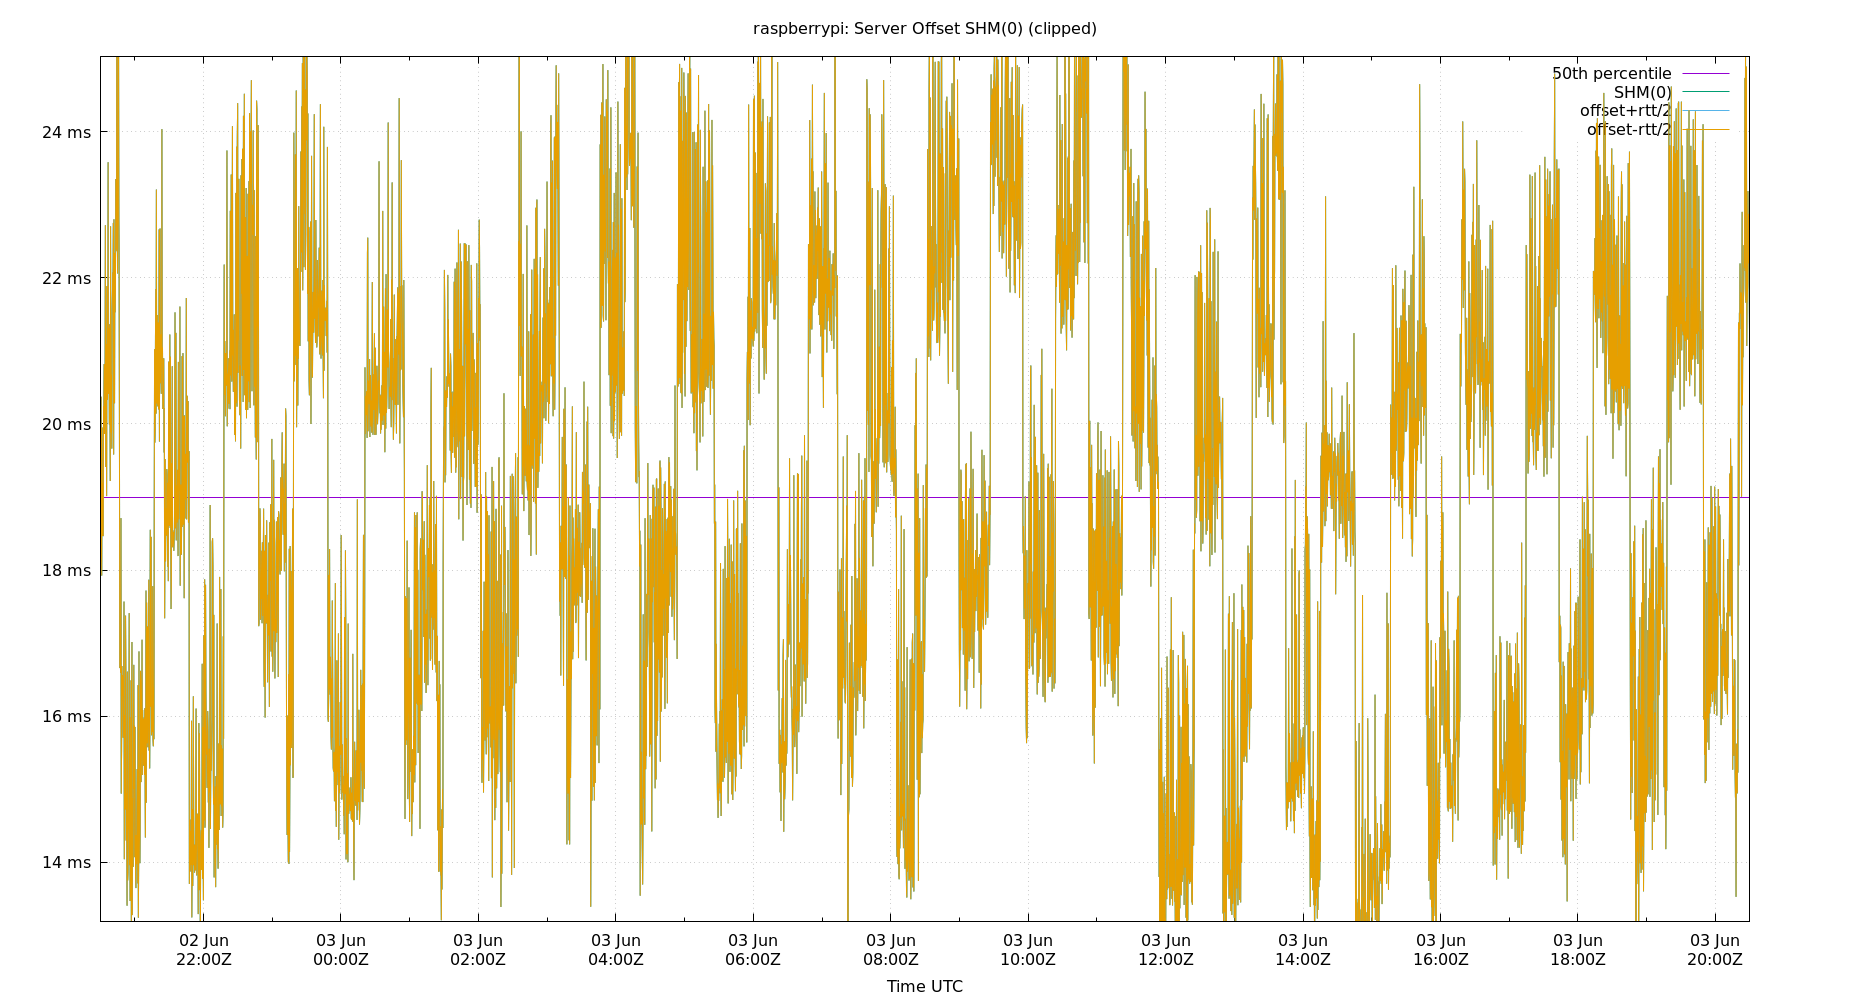 raspberrypi: Server Offset SHM(0) (clipped)
50th percentile
SHM(0)
offset+rtt/2
offset-rtt/2
24 ms
22 ms
20 ms
18 ms
16 ms
14 ms
02 Jun 03 Jun 03 Jun 03 Jun 03 Jun 03 Jun 03 Jun 03 Jun 03 Jun 03 Jun 03 Jun 03 Jun
22:00Z 00:00Z 02:00Z 04:00Z 06:00Z 08:00Z 10:00Z 12:00Z 14:00Z 16:00Z 18:00Z 20:00Z
Time UTC